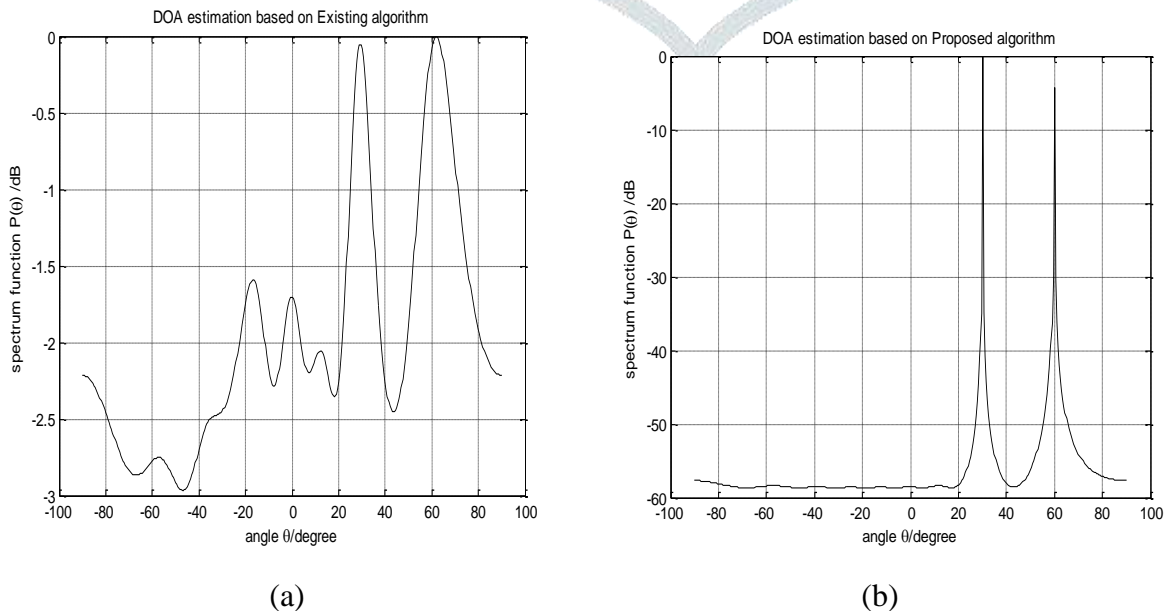 DOA estimation based on Existing algorithm
0
-0.5
-1
-1.5
-2
-2.5
-3
-100 -80 -60 -40 -20 0 20 40 60 80 100
spectrum function P(θ) /dB
angle θ/degree
(a)
DOA estimation based on Proposed algorithm
0
-10
-20
-30
-40
-50
-60
-100 -80 -60 -40 -20 0 20 40 60 80 100
spectrum function P(θ) /dB
angle θ/degree
(b)